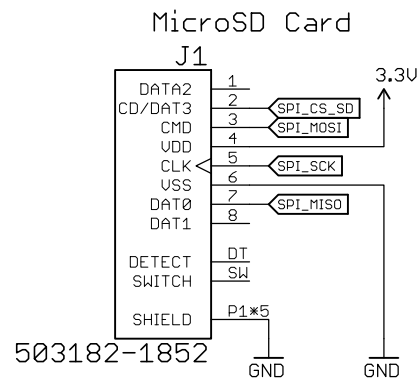 MicroSD Card
J1
3.3V
DATA2 1
CD/DAT3 2 SPI_CS_SD
CMD 3 SPI_MOSI
VDD 4
CLK 5 SPI_SCK
VSS 6
DAT0 7 SPI_MISO
DAT1 8
DETECT DT
SWITCH SW
SHIELD P1*5
503182-1852
GND GND